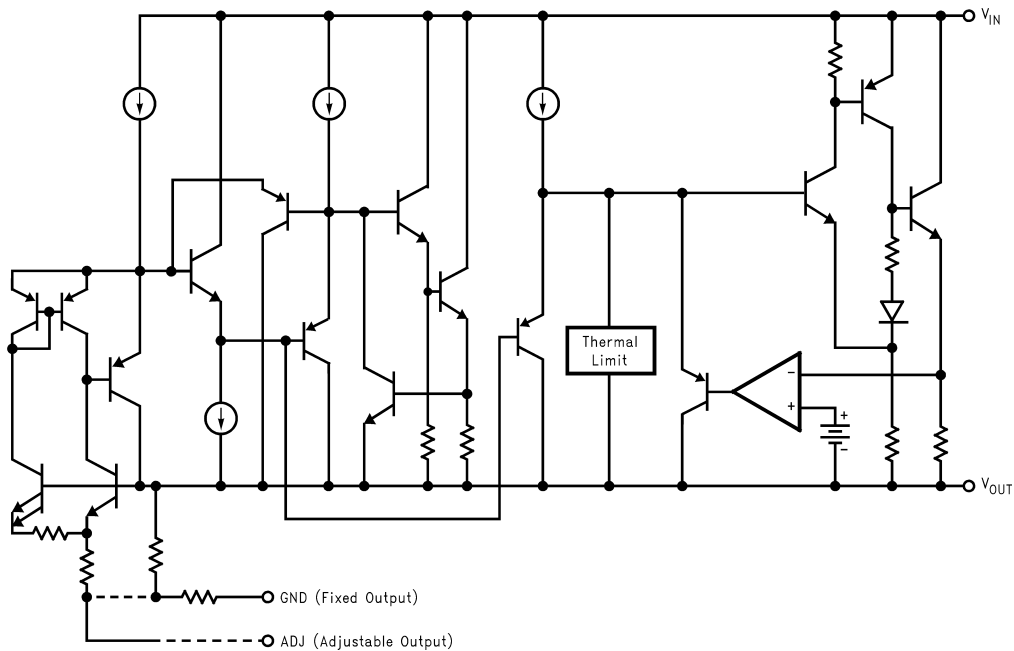 VIN
Thermal
Limit
-
+
+
-
VOUT
GND (Fixed Output)
ADJ (Adjustable Output)